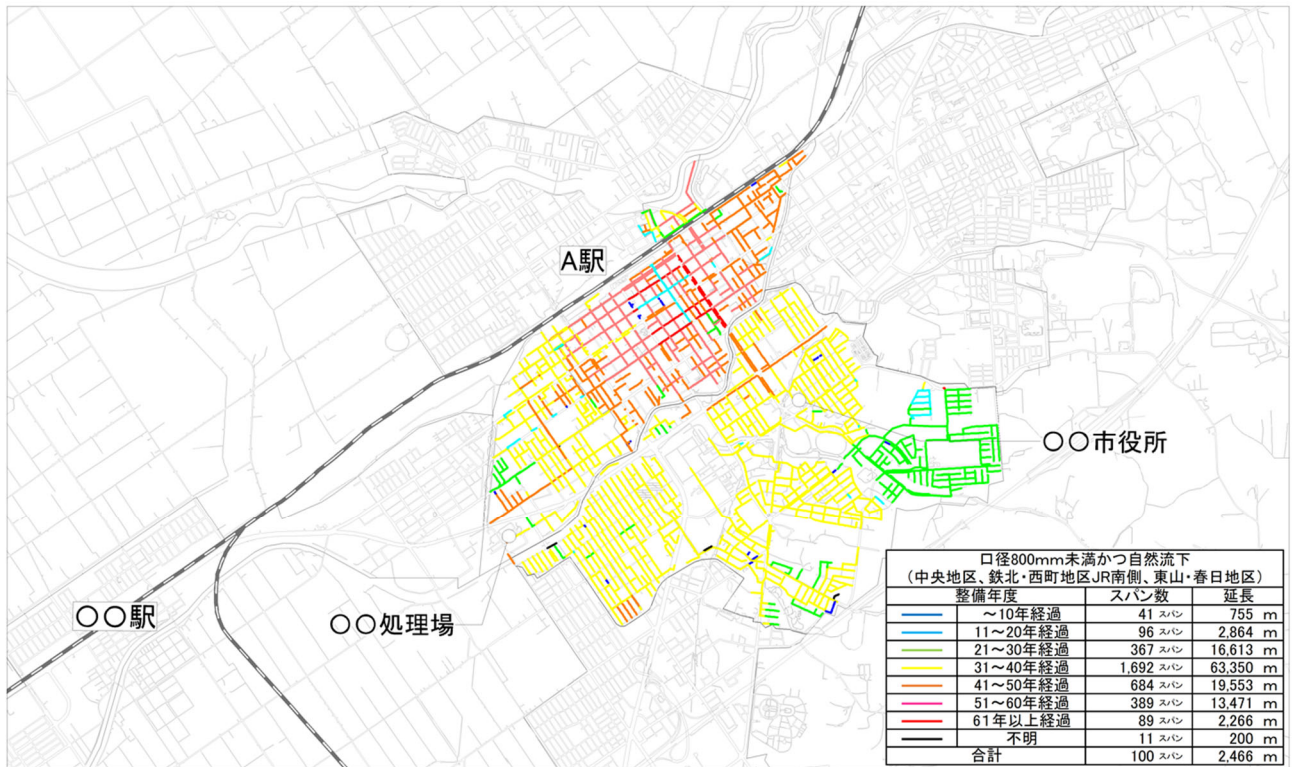 A駅
〇〇市役所
〇〇駅
〇〇処理場
口径800mm未満かつ自然流下
(中央地区、鉄北・西町地区JR南側、東山・春日地区)
整備年度 スパン数 延長
~10年経過 41 スパン 755 m
11~20年経過 96 スパン 2,864 m
21~30年経過 367 スパン 16,613 m
31~40年経過 1,692 スパン 63,350 m
41~50年経過 684 スパン 19,553 m
51~60年経過 389 スパン 13,471 m
61年以上経過 89 スパン 2,266 m
不明 11 スパン 200 m
合計 100 スパン 2,466 m